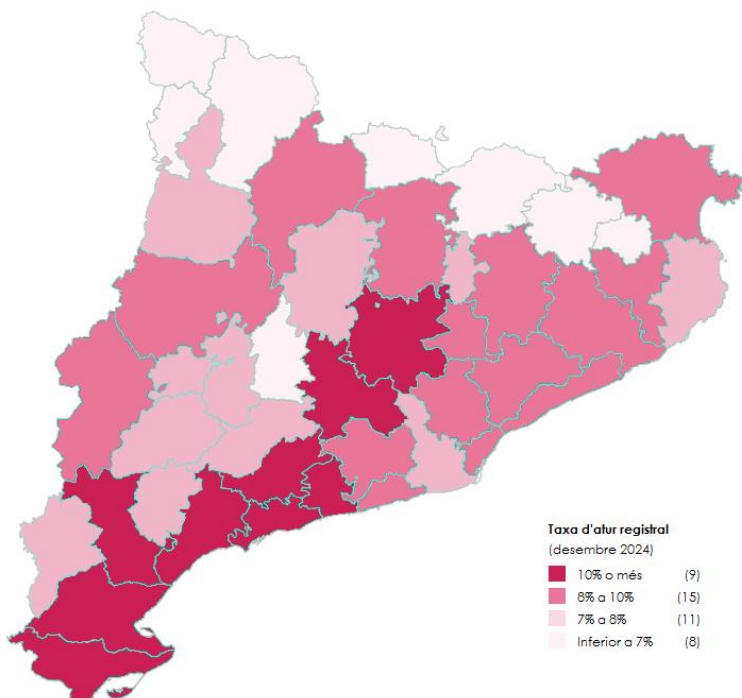 Taxa d'atur registral
(desembre 2024)
10% o més (9)
8% a 10% (15)
7% a 8% (11)
Inferior a 7% (8)